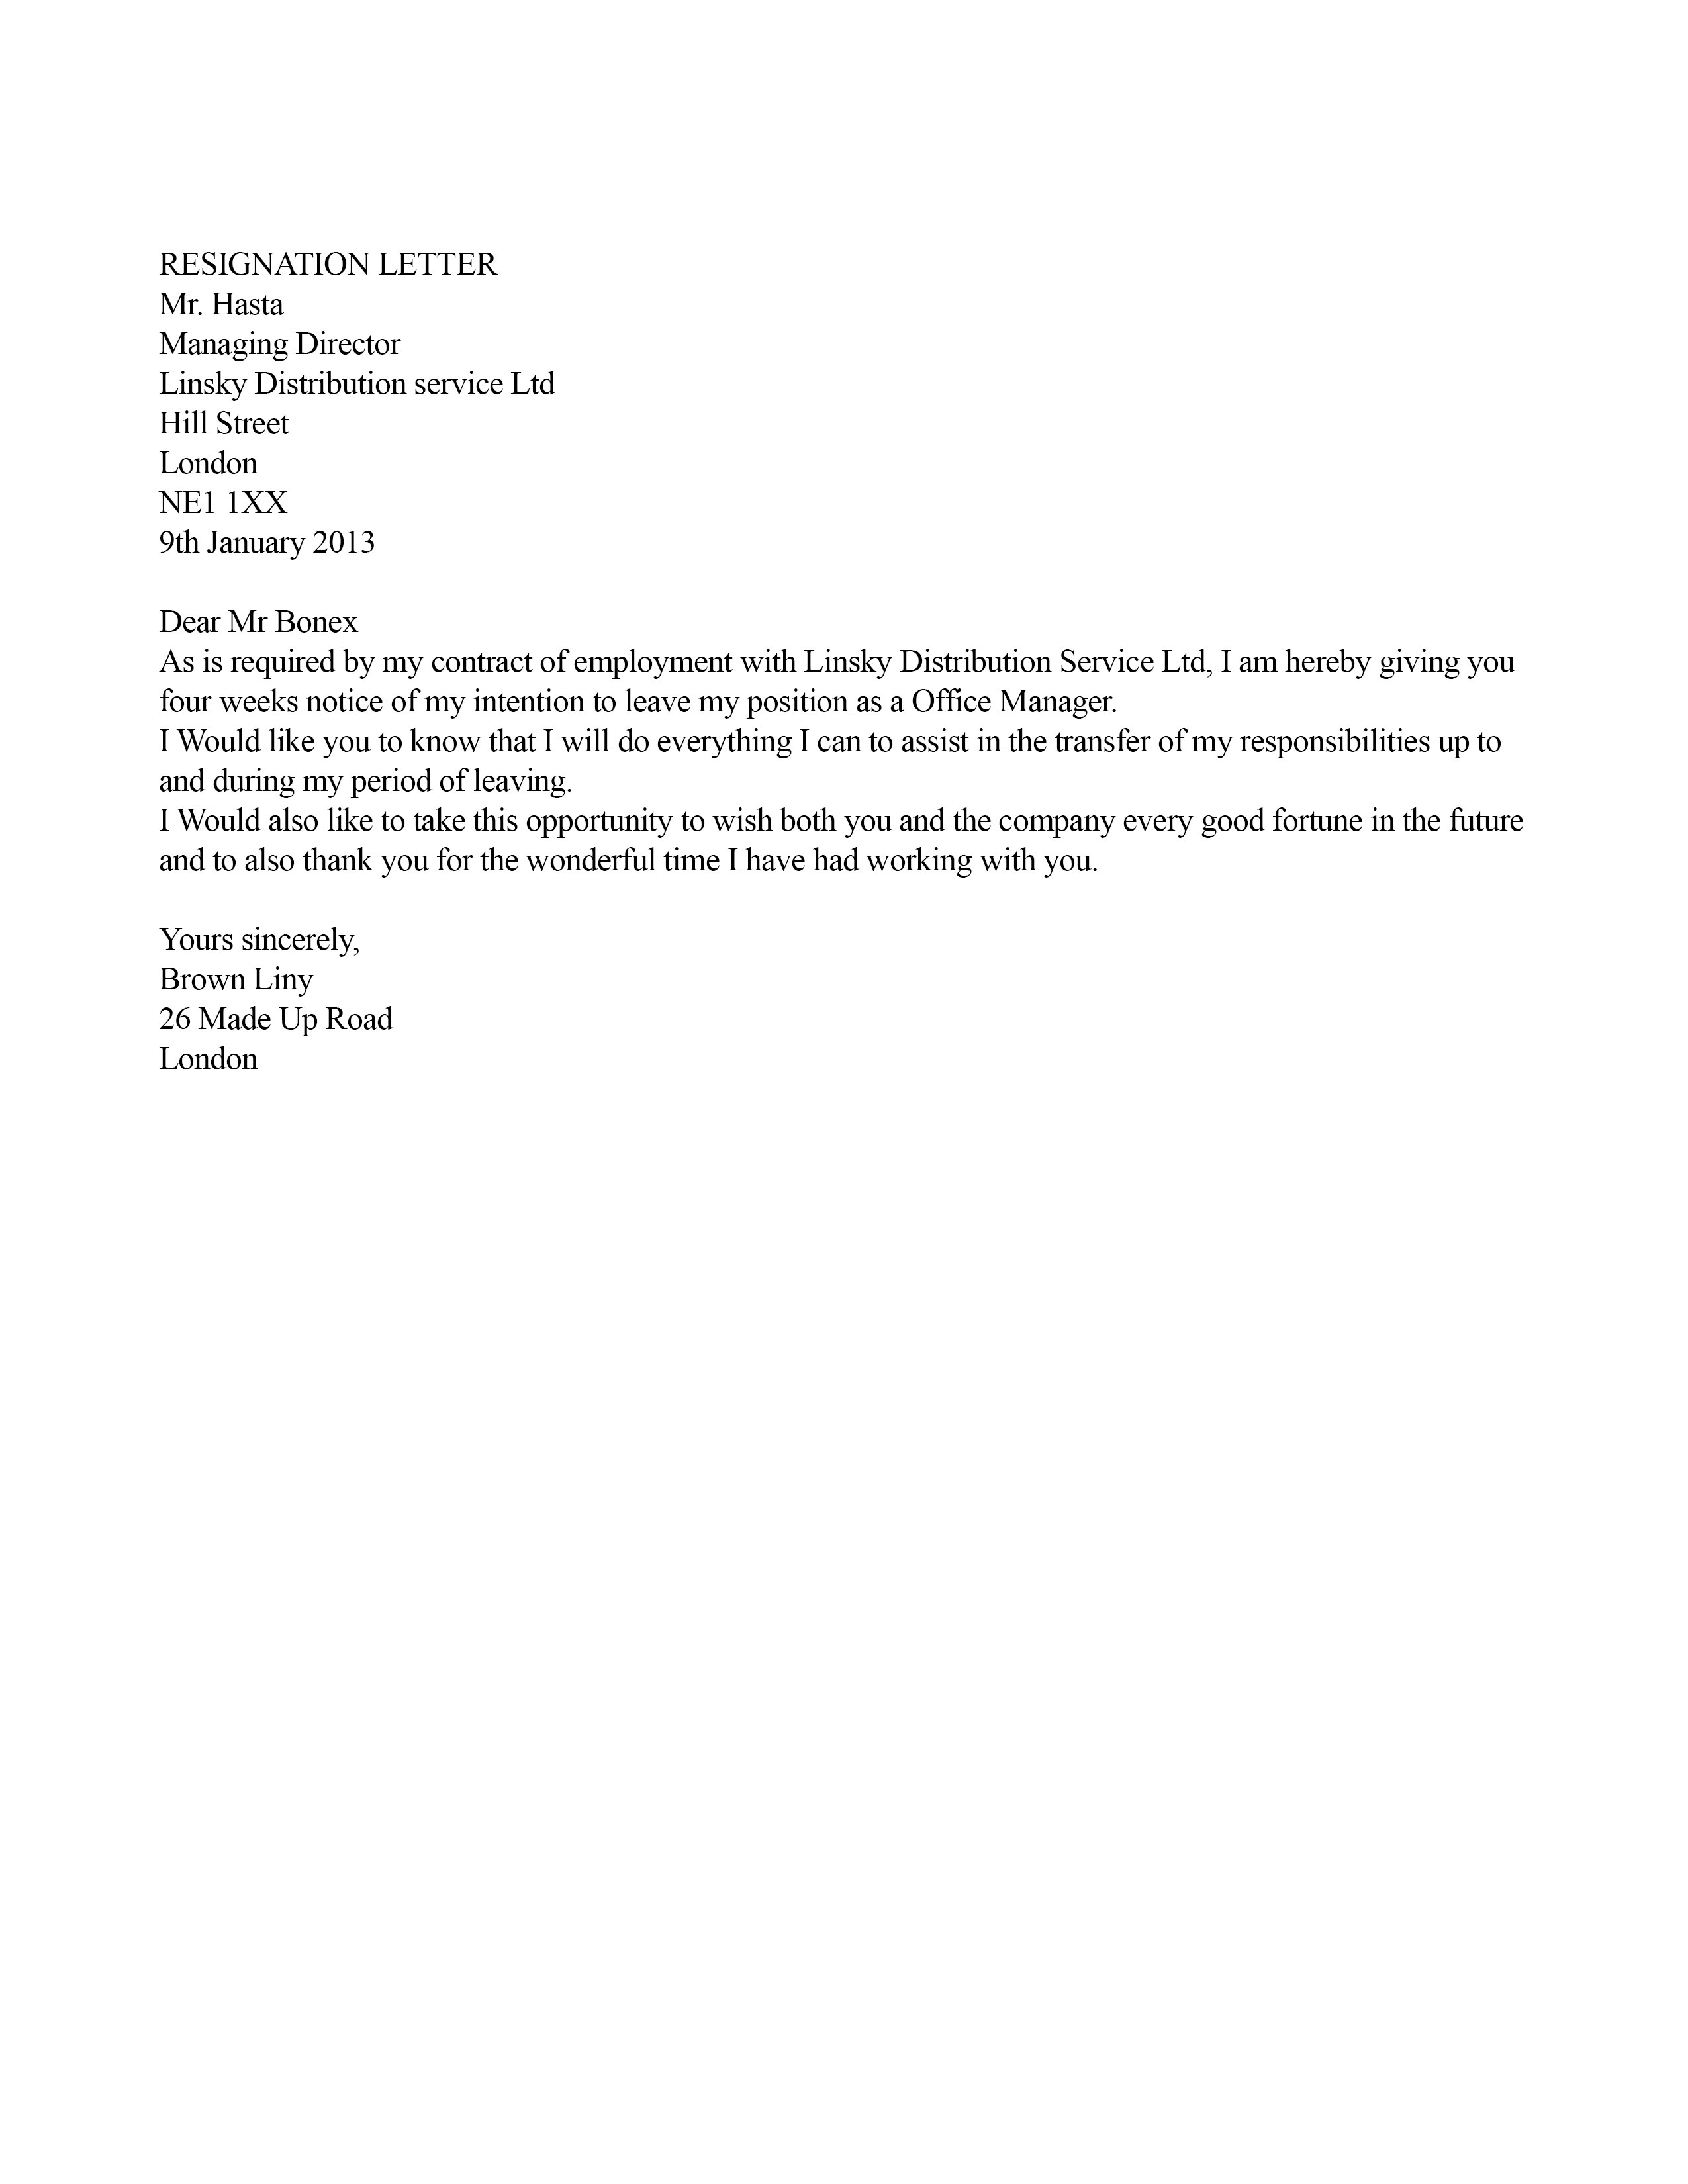 RESIGNATION LETTER
Mr. Hasta
Managing Director
Linsky Distribution service Ltd
Hill Street
London
NE1 1XX
9th January 2013
Dear Mr Bonex
As is required by my contract of employment with Linsky Distribution Service Ltd, I am hereby giving you
four weeks notice of my intention to leave my position as a Office Manager.
I Would like you to know that I will do everything I can to assist in the transfer of my responsibilities up to
and during my period of leaving.
I Would also like to take this opportunity to wish both you and the company every good fortune in the future
and to also thank you for the wonderful time I have had working with you.
Yours sincerely,
Brown Liny
26 Made Up Road
London